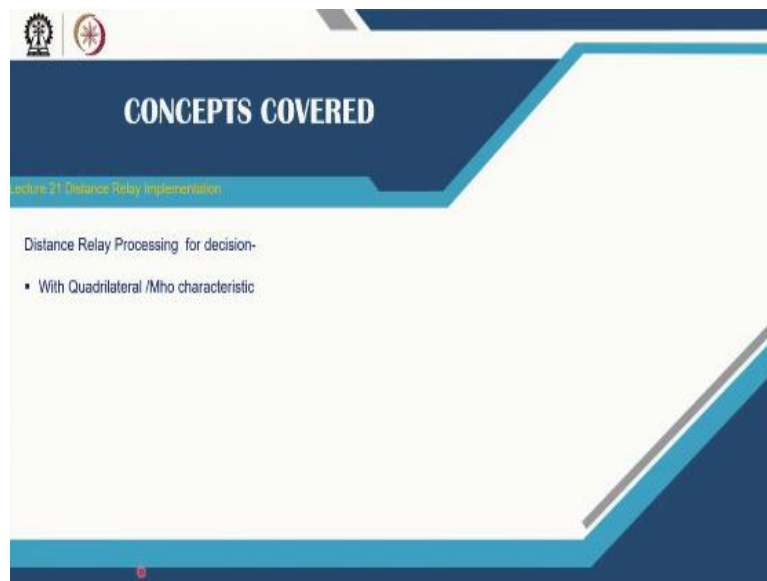 CONCEPTS COVERED
Lecture 21 Distance Relay Implementation
Distance Relay Processing for decision-
▪ With Quadrilateral /Mho characteristic